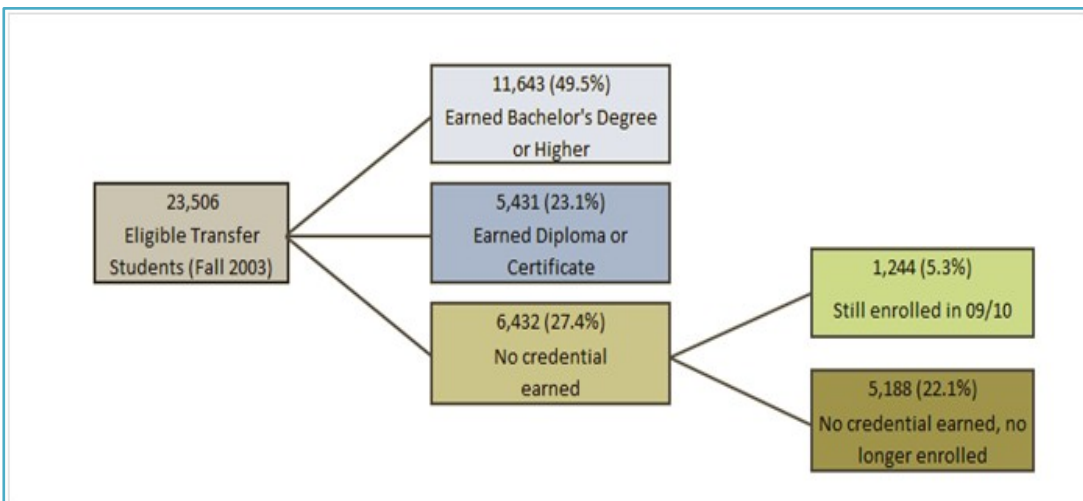 11,643 (49.5%)
Earned Bachelor's Degree
or Higher
23,506
Eligible Transfer
Students (Fall 2003)
5,431 (23.1%)
Earned Diploma or
Certificate
6,432 (27.4%)
No credential
earned
1,244 (5.3%)
Still enrolled in 09/10
5,188 (22.1%)
No credential earned, no
longer enrolled